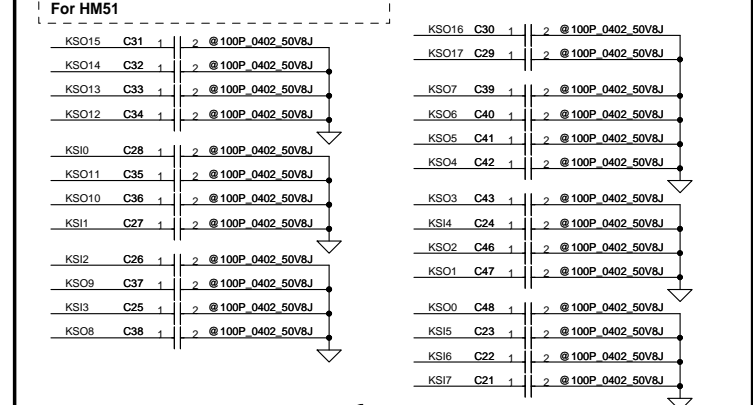 For HM51
KSO15 C31 1 2 @100P_0402_50V8J
KSO14 C32 1 2 @100P_0402_50V8J
KSO13 C33 1 2 @100P_0402_50V8J
KSO12 C34 1 2 @100P_0402_50V8J
KSI0 C28 1 2 @100P_0402_50V8J
KSO11 C35 1 2 @100P_0402_50V8J
KSO10 C36 1 2 @100P_0402_50V8J
KSI1 C27 1 2 @100P_0402_50V8J
KSI2 C26 1 2 @100P_0402_50V8J
KSO9 C37 1 2 @100P_0402_50V8J
KSI3 C25 1 2 @100P_0402_50V8J
KSO8 C38 1 2 @100P_0402_50V8J
KSO16 C30 1 2 @100P_0402_50V8J
KSO17 C29 1 2 @100P_0402_50V8J
KSO7 C39 1 2 @100P_0402_50V8J
KSO6 C40 1 2 @100P_0402_50V8J
KSO5 C41 1 2 @100P_0402_50V8J
KSO4 C42 1 2 @100P_0402_50V8J
KSO3 C43 1 2 @100P_0402_50V8J
KSI4 C24 1 2 @100P_0402_50V8J
KSO2 C46 1 2 @100P_0402_50V8J
KSO1 C47 1 2 @100P_0402_50V8J
KSO0 C48 1 2 @100P_0402_50V8J
KSI5 C23 1 2 @100P_0402_50V8J
KSI6 C22 1 2 @100P_0402_50V8J
KSI7 C21 1 2 @100P_0402_50V8J